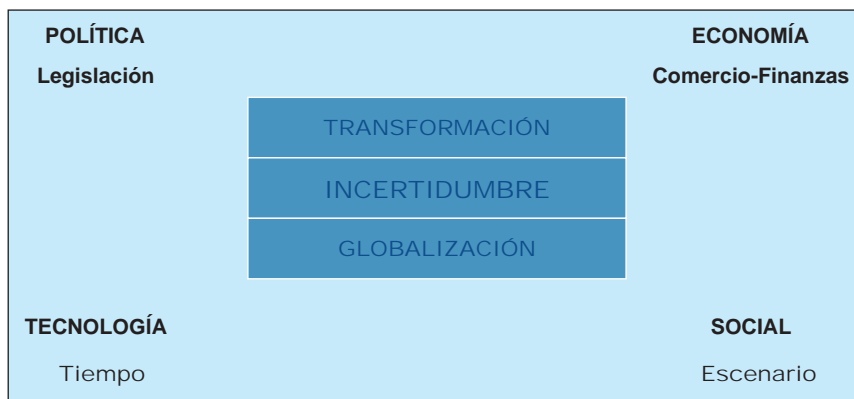 POLÍTICA
ECONOMÍA
Legislación
Comercio-Finanzas
TRANSFORMACIÓN
INCERTIDUMBRE
GLOBALIZACIÓN
TECNOLOGÍA
SOCIAL
Tiempo
Escenario